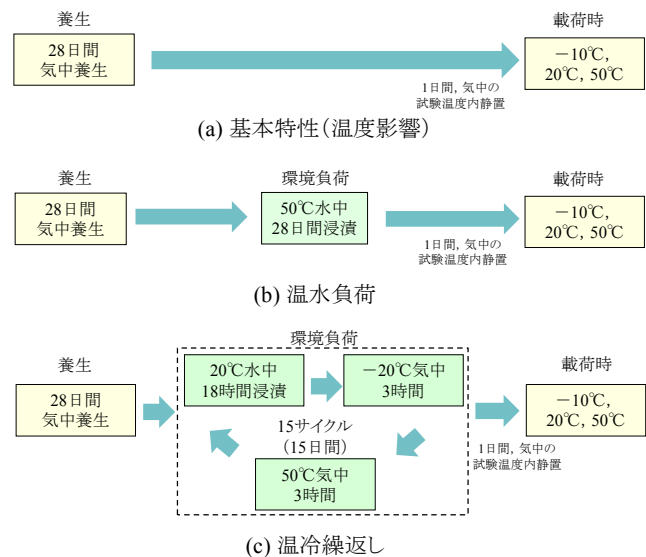 養生
載荷時
28日間
気中養生
－10℃,
20℃, 50℃
1日間, 気中の
試験温度内静置
(a) 基本特性（温度影響）
養生
環境負荷
載荷時
28日間
気中養生
50℃水中
28日間浸漬
－10℃,
20℃, 50℃
1日間, 気中の
試験温度内静置
(b) 温水負荷
環境負荷
養生
載荷時
20℃水中
18時間浸漬
－20℃気中
3時間
28日間
気中養生
－10℃,
20℃, 50℃
15サイクル
（15日間）
1日間, 気中の
試験温度内静置
50℃気中
3時間
(c) 温冷繰返し